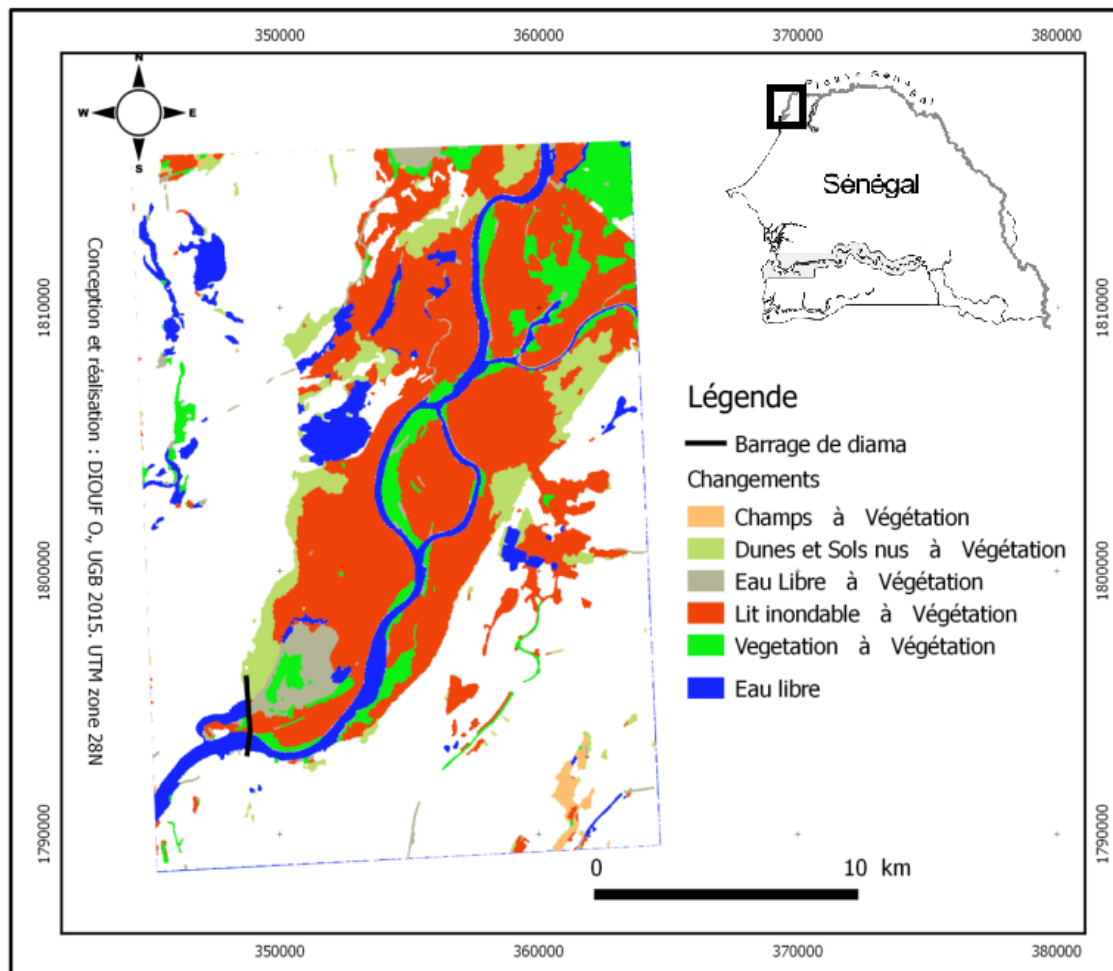 350000 360000 370000 380000
N
W E
S
Fleuve Sénégal
Sénégal
1810000 1810000
Conception et réalisation : DIOUF O., UGB 2015. UTM zone 28N
Légende
Barrage de diama
Changements
Champs à Végétation
Dunes et Sols nus à Végétation
Eau Libre à Végétation
Lit inondable à Végétation
Vegetation à Végétation
Eau libre
1800000 1800000
1790000 1790000
0 10 km
350000 360000 370000 380000